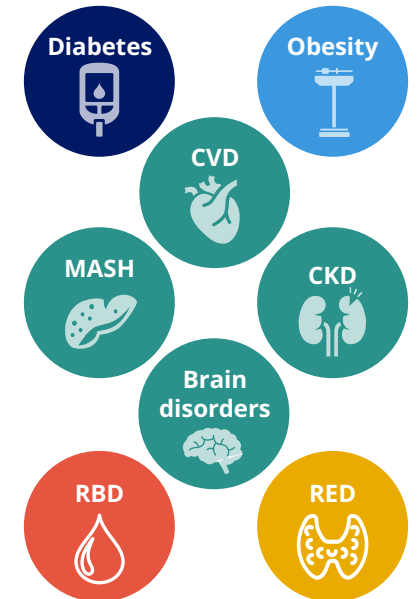 Diabetes
Obesity
CVD
MASH
CKD
Brain
disorders
RBD
RED